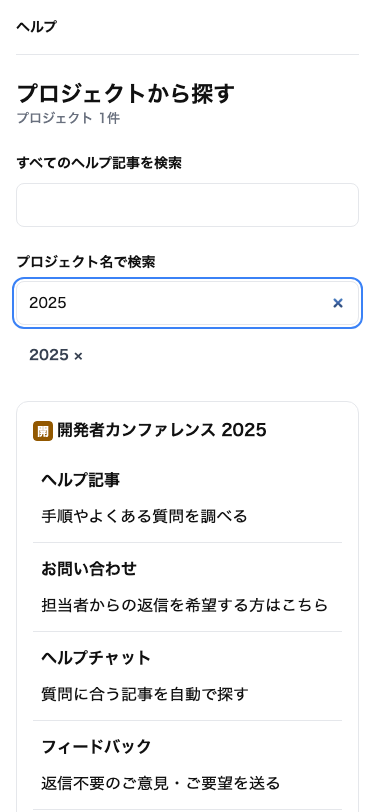 ヘルプ
プロジェクトから探す
プロジェクト 1件
すべてのヘルプ記事を検索
プロジェクト名で検索
2025 ×
2025 ×
開 開発者カンファレンス 2025
ヘルプ記事
手順やよくある質問を調べる
お問い合わせ
担当者からの返信を希望する方はこちら
ヘルプチャット
質問に合う記事を自動で探す
フィードバック
返信不要のご意見・ご要望を送る